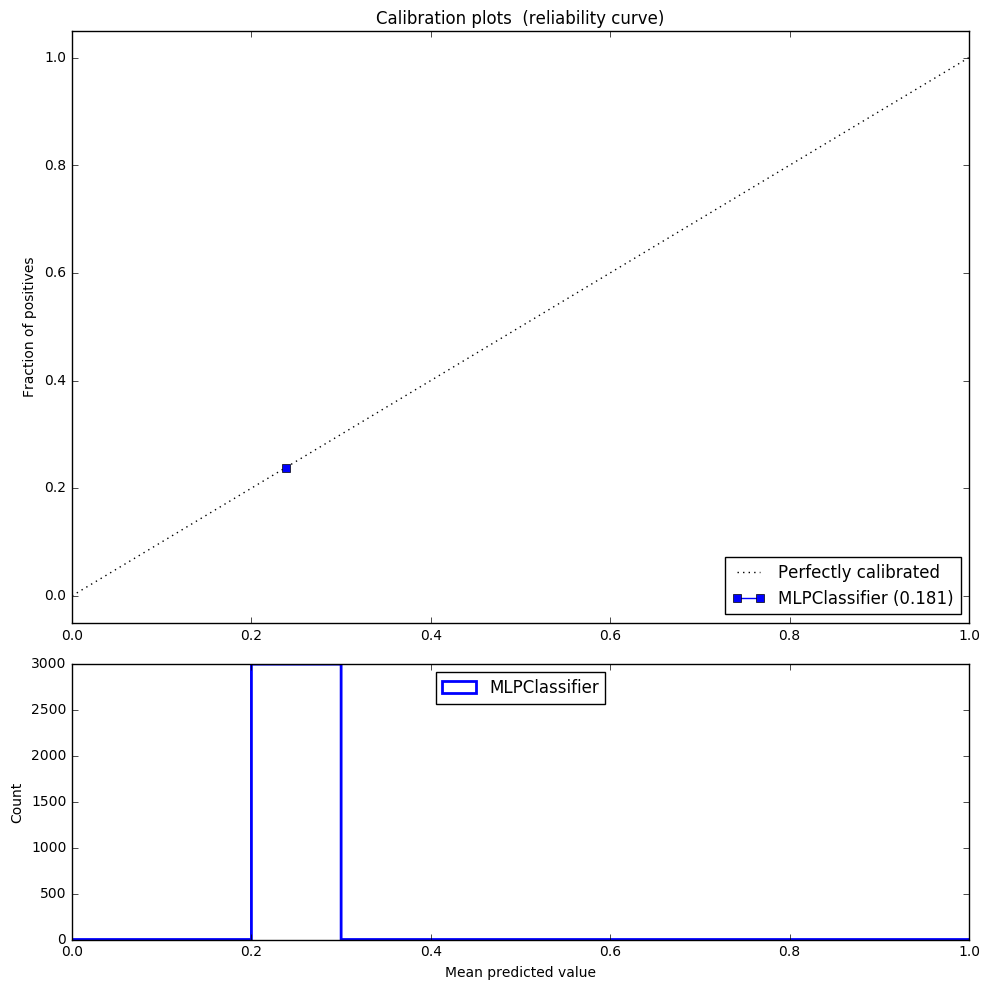 Calibration plots  (reliability curve)
1.0
0.8
0.6
0.4
0.2
0.0
Fraction of positives
Perfectly calibrated
MLPClassifier (0.181)
0.0 0.2 0.4 0.6 0.8 1.0
3000
2500
2000
1500
1000
500
0
Count
MLPClassifier
0.0 0.2 0.4 0.6 0.8 1.0
Mean predicted value